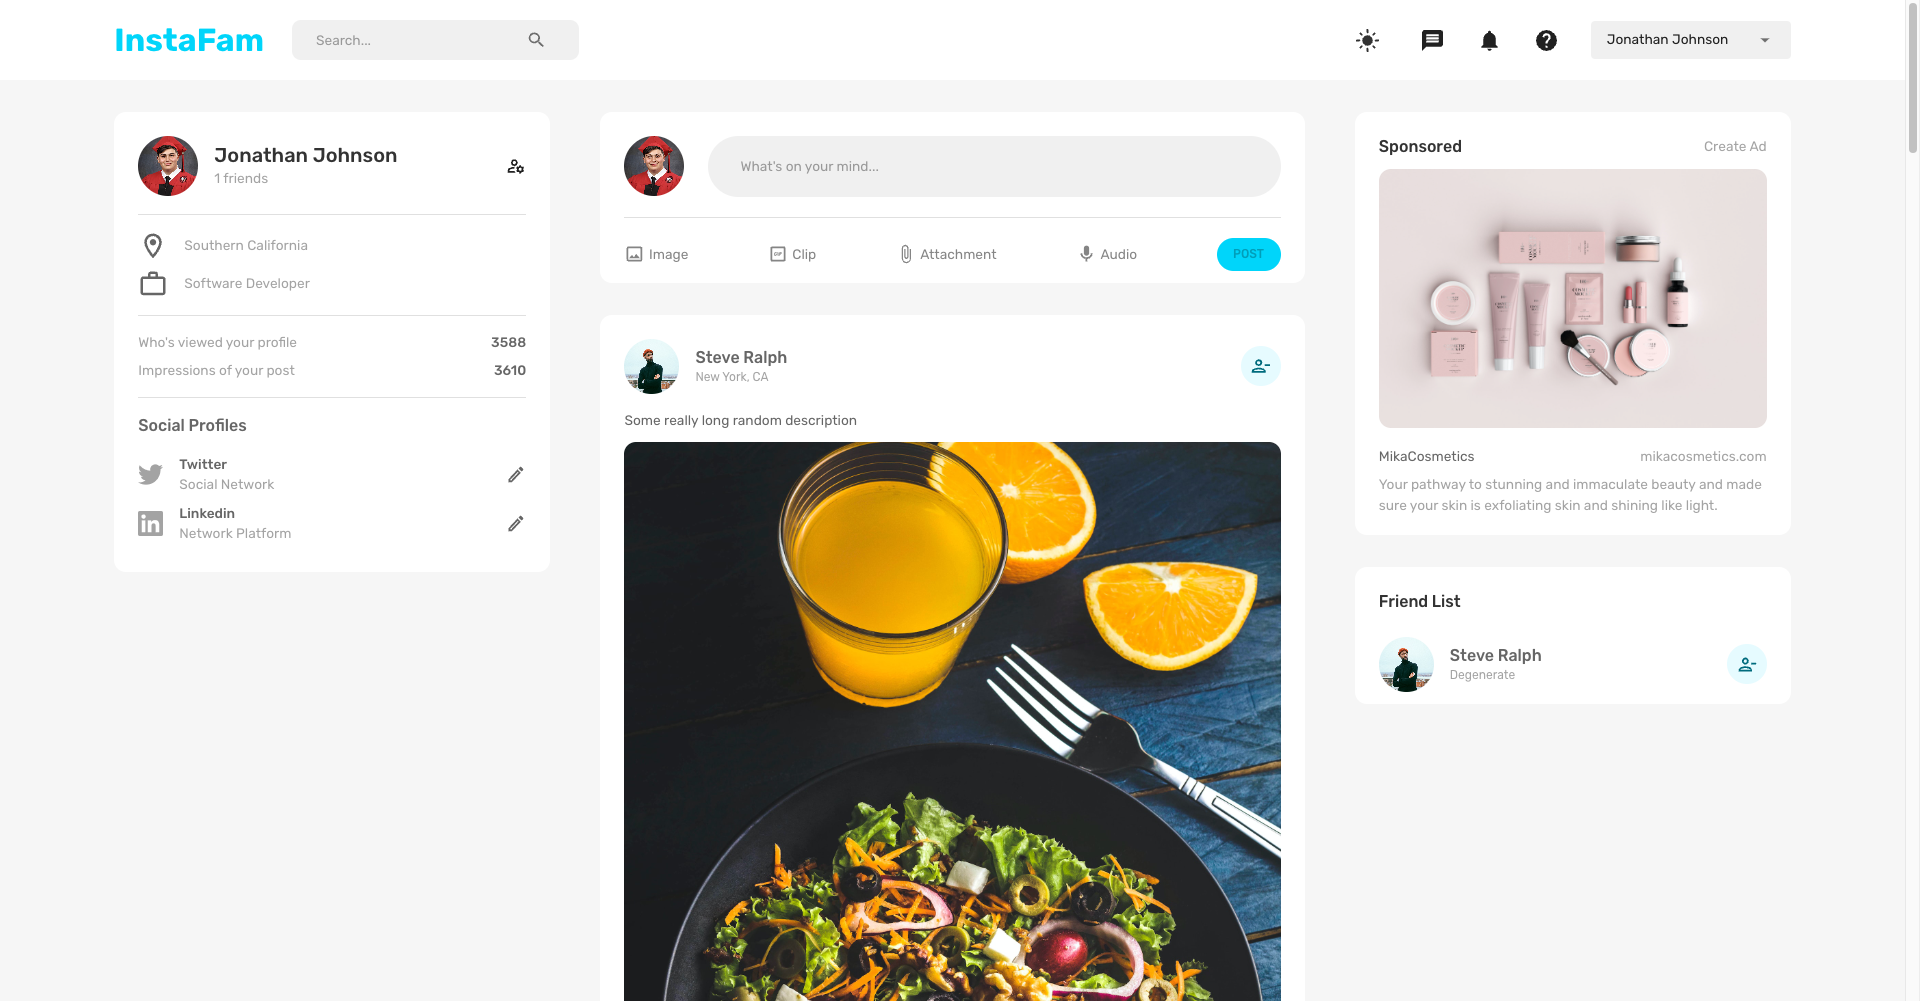 InstaFam
Search...
Jonathan Johnson
Jonathan Johnson
1 friends
Southern California
Software Developer
Who's viewed your profile 3588
Impressions of your post 3610
Social Profiles
Twitter
Social Network
Linkedin
Network Platform
What's on your mind...
Image Clip Attachment Audio POST
Steve Ralph
New York, CA
Some really long random description
Sponsored Create Ad
MikaCosmetics mikacosmetics.com
Your pathway to stunning and immaculate beauty and made
sure your skin is exfoliating skin and shining like light.
Friend List
Steve Ralph
Degenerate